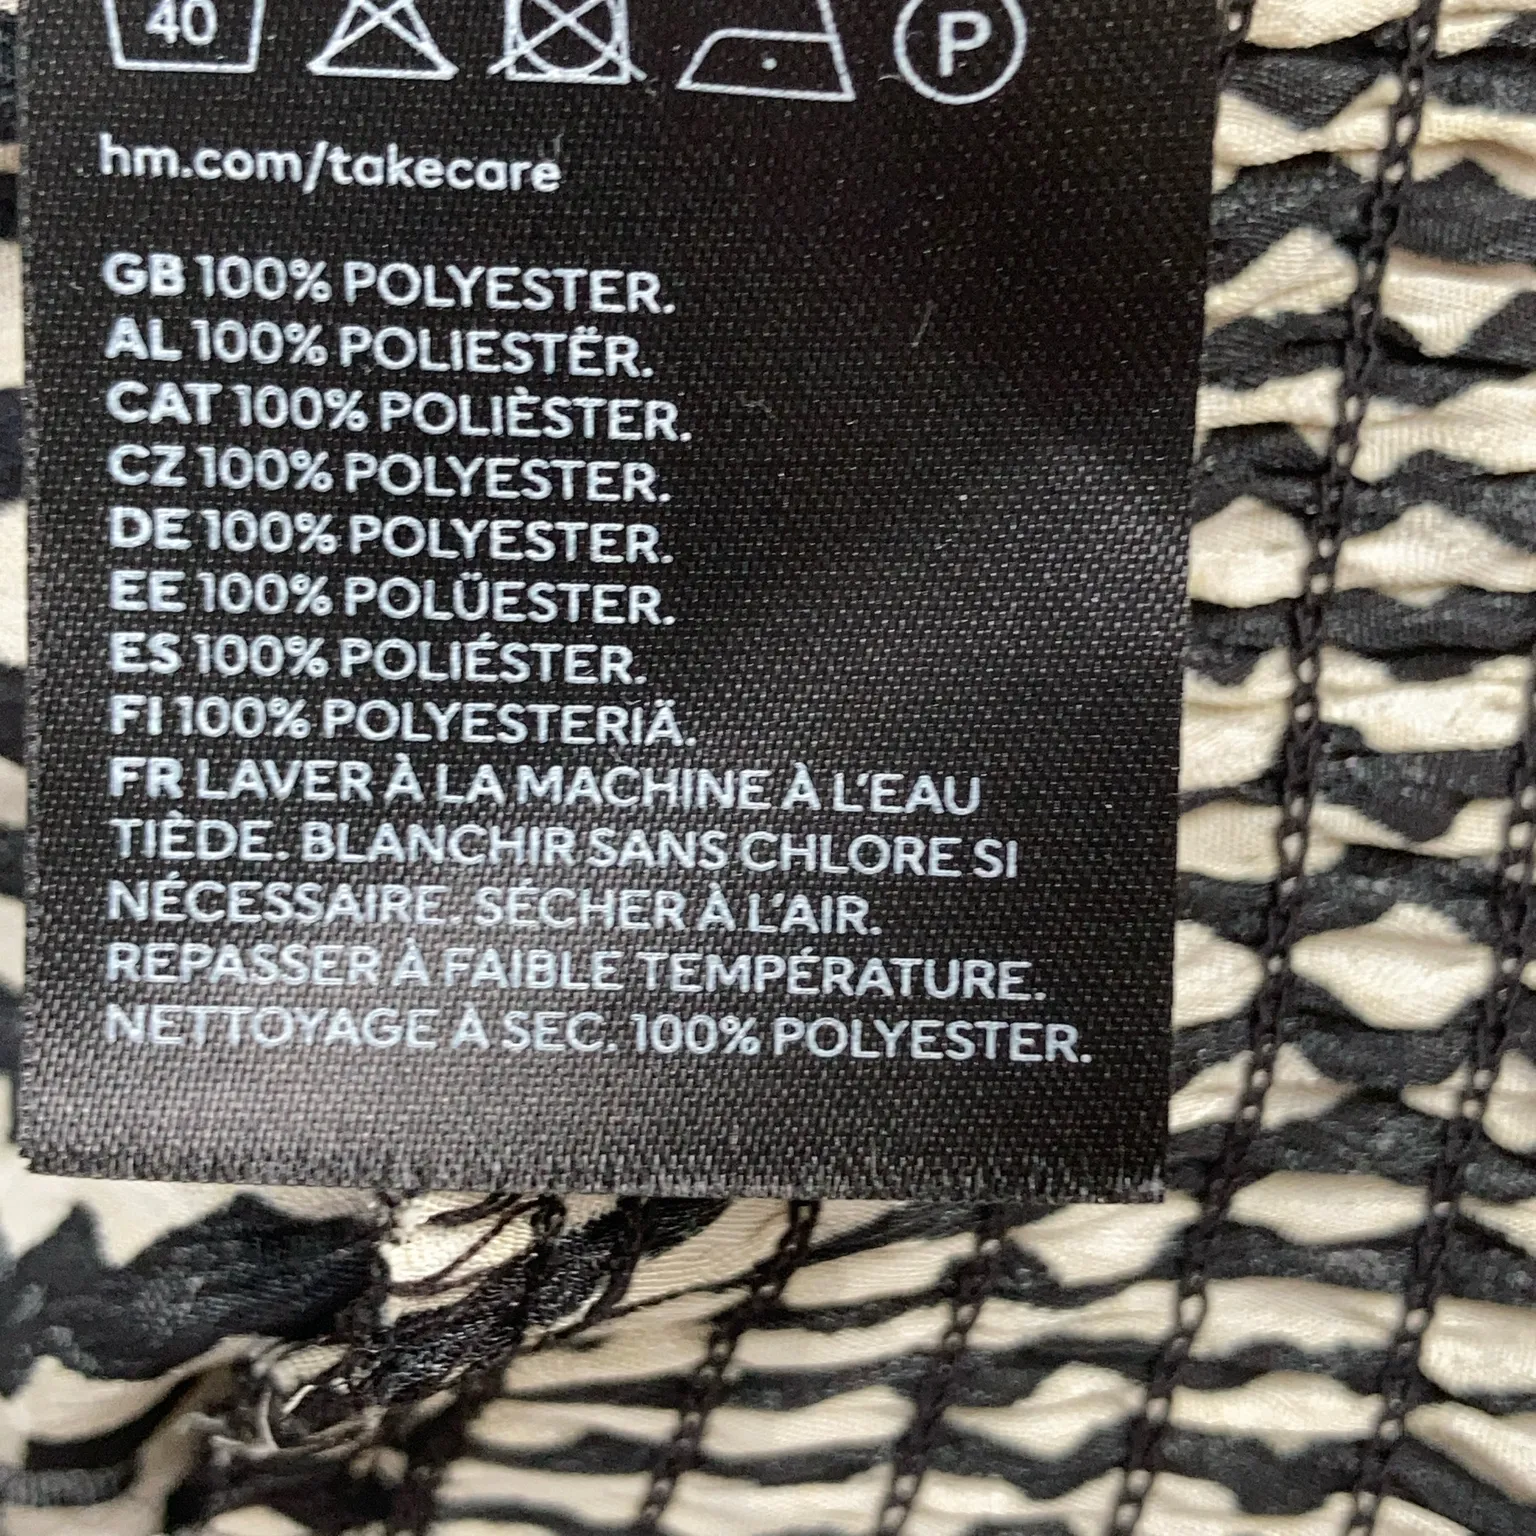 40 P
hm.com/takecare
GB 100% POLYESTER.
AL 100% POLIESTËR.
CAT 100% POLIÈSTER.
CZ 100% POLYESTER.
DE 100% POLYESTER.
EE 100% POLÜESTER.
ES 100% POLIÉSTER.
FI 100% POLYESTERIÄ.
FR LAVER À LA MACHINE À L'EAU
TIÈDE. BLANCHIR SANS CHLORE SI
NÉCESSAIRE. SÉCHER À L'AIR.
REPASSER À FAIBLE TEMPÉRATURE.
NETTOYAGE À SEC. 100% POLYESTER.